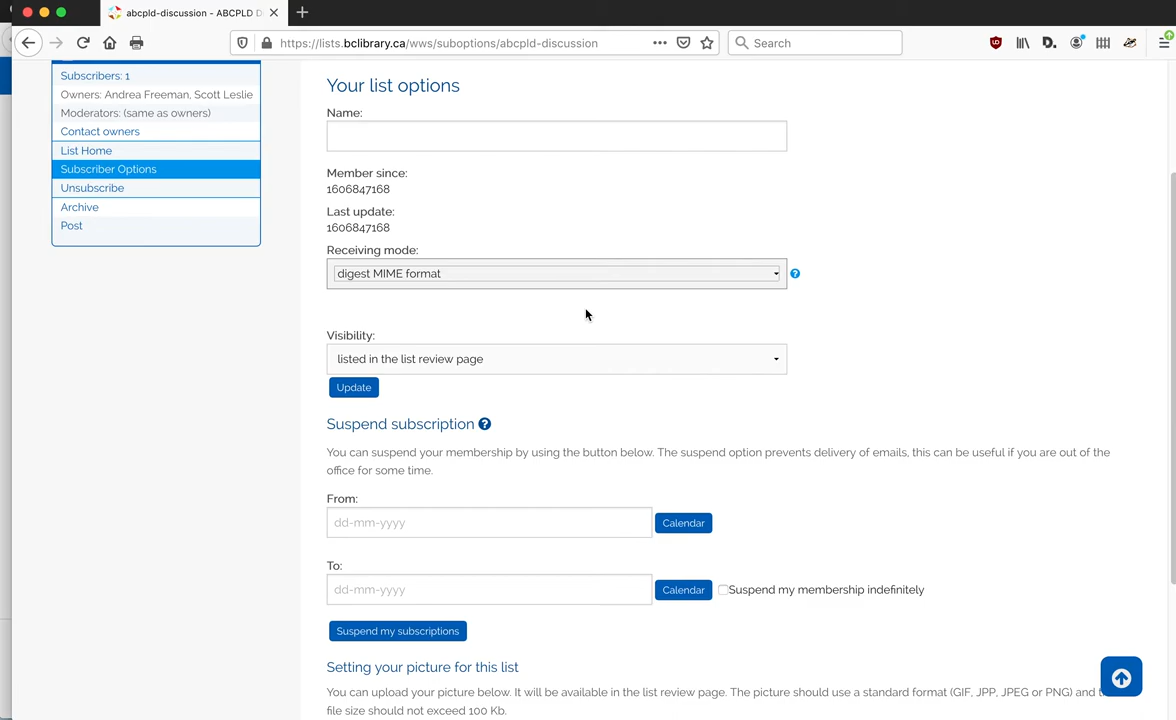 abcpld-discussion - ABCPLD D
https://lists.bclibrary.ca/wws/suboptions/abcpld-discussion
Search
Subscribers: 1
Owners: Andrea Freeman, Scott Leslie
Moderators: (same as owners)
Contact owners
List Home
Subscriber Options
Unsubscribe
Archive
Post
Your list options
Name:
Member since:
1606847168
Last update:
1606847168
Receiving mode:
digest MIME format
Visibility:
listed in the list review page
Update
Suspend subscription
You can suspend your membership by using the button below. The suspend option prevents delivery of emails, this can be useful if you are out of the
office for some time.
From:
dd-mm-yyyy
Calendar
To:
dd-mm-yyyy
Calendar
Suspend my membership indefinitely
Suspend my subscriptions
Setting your picture for this list
You can upload your picture below. It will be available in the list review page. The picture should use a standard format (GIF, JPP, JPEG or PNG) and
file size should not exceed 100 Kb.